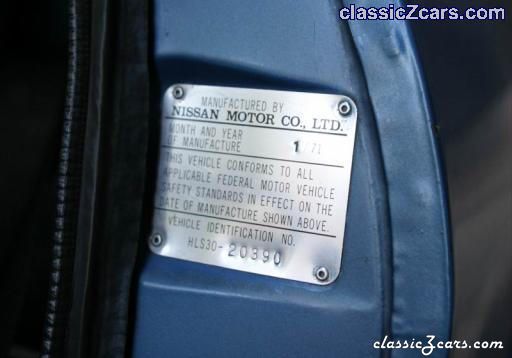 classicZcars.com
MANUFACTURED BY
NISSAN MOTOR CO., LTD.
MONTH AND YEAR
OF MANUFACTURE 1/71
THIS VEHICLE CONFORMS TO ALL
APPLICABLE FEDERAL MOTOR VEHICLE
SAFETY STANDARDS IN EFFECT ON THE
DATE OF MANUFACTURE SHOWN ABOVE.
VEHICLE IDENTIFICATION NO.
HLS30-20390
classicZcars.com